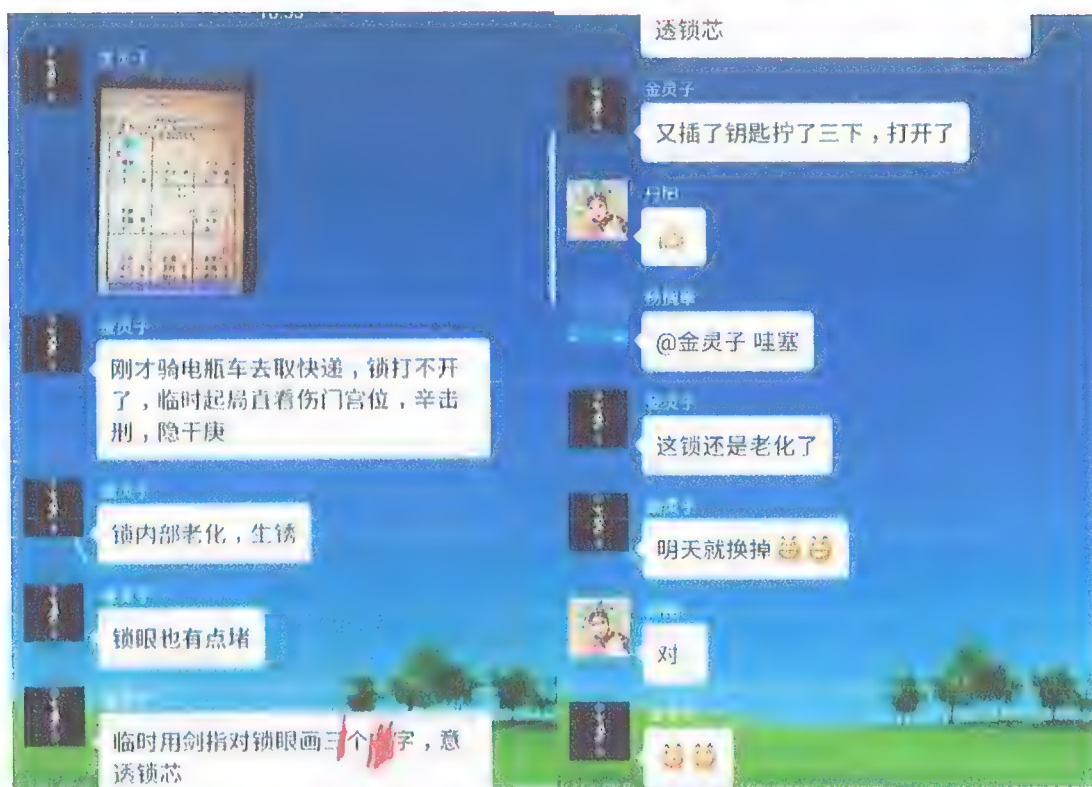 刚才骑电瓶车去取快递，锁打不开
了，临时起局直看伤门宫位，辛击
刑，隐干庚
锁内部老化，生锈
锁眼也有点堵
临时用剑指对锁眼画三个字，意
透锁芯
透锁芯
金灵子
又插了钥匙拧了三下，打开了
@金灵子 哇塞
这锁还是老化了
明天就换掉
对